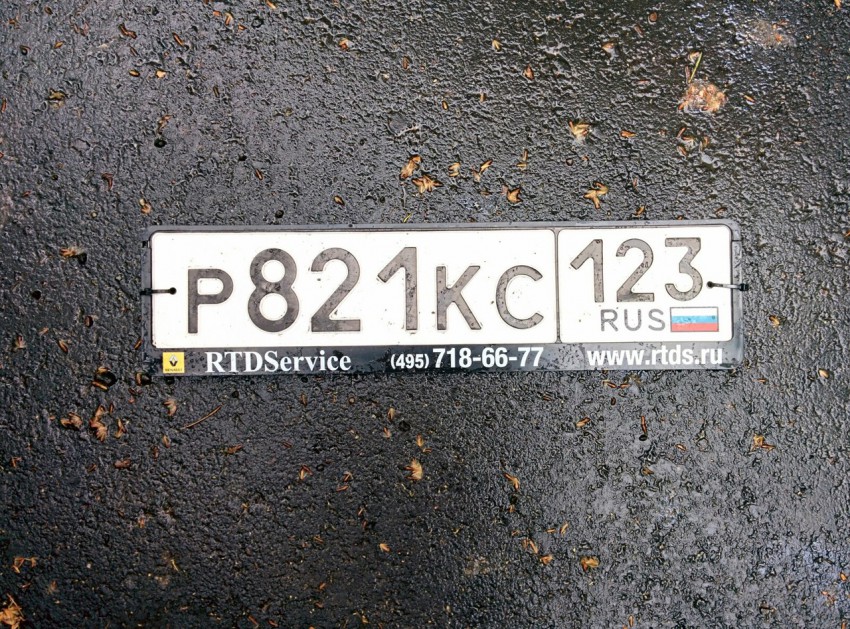 Р821КС 123
RUS
RTDService (495) 718-66-77 www.rtds.ru